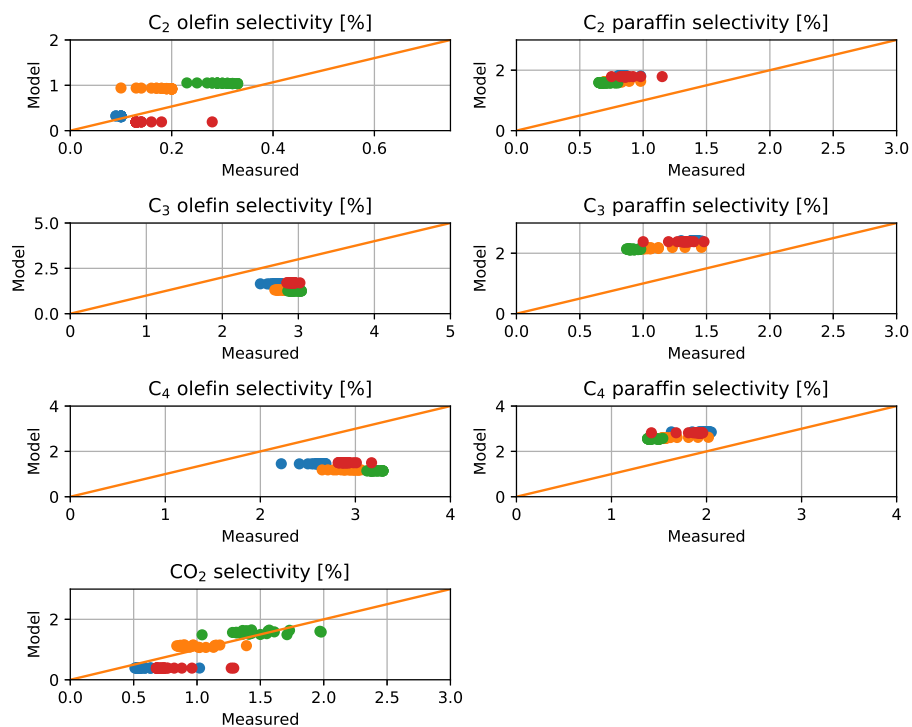 C₂ olefin selectivity [%]
2
1
0
Model
0.0 0.2 0.4 0.6
Measured
C₂ paraffin selectivity [%]
2
0
Model
0.0 0.5 1.0 1.5 2.0 2.5 3.0
Measured
C₃ olefin selectivity [%]
5.0
2.5
0.0
Model
0 1 2 3 4 5
Measured
C₃ paraffin selectivity [%]
2
0
Model
0.0 0.5 1.0 1.5 2.0 2.5 3.0
Measured
C₄ olefin selectivity [%]
4
2
0
Model
0 1 2 3 4
Measured
C₄ paraffin selectivity [%]
4
2
0
Model
0 1 2 3 4
Measured
CO₂ selectivity [%]
2
0
Model
0.0 0.5 1.0 1.5 2.0 2.5 3.0
Measured